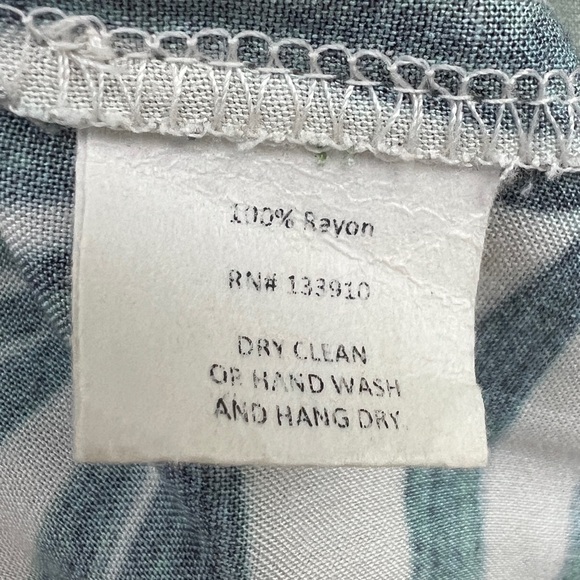 100% Rayon
RN# 133910
DRY CLEAN
OR HAND WASH
AND HANG DRY